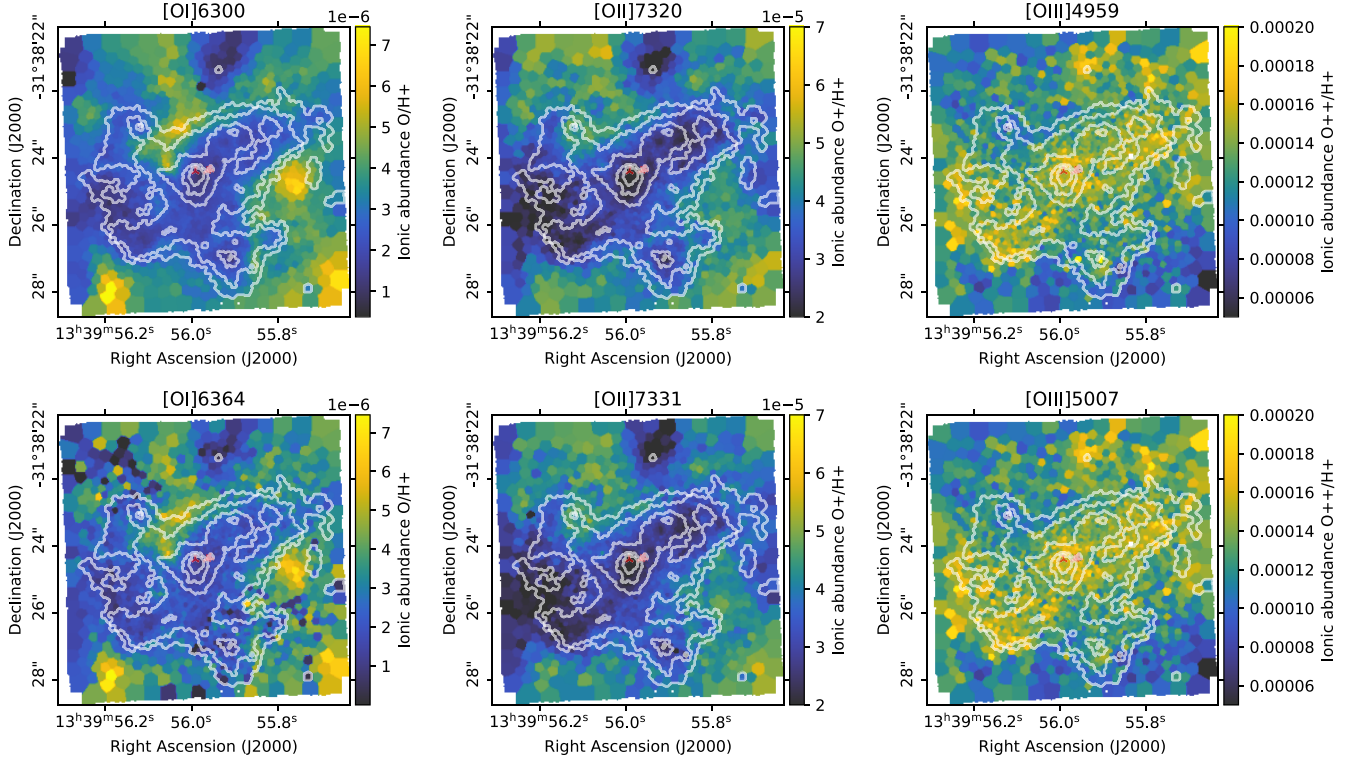 [OI]6300
1e−6
[OII]7320
1e−5
[OIII]4959
-31°38'22"
24"
26"
28"
Declination (J2000)
13ʰ39ᵐ56.2ˢ
56.0ˢ
55.8ˢ
Right Ascension (J2000)
7
6
5
4
3
2
1
Ionic abundance O/H+
-31°38'22"
24"
26"
28"
Declination (J2000)
13ʰ39ᵐ56.2ˢ
56.0ˢ
55.8ˢ
Right Ascension (J2000)
7
6
5
4
3
2
Ionic abundance O+/H+
-31°38'22"
24"
26"
28"
Declination (J2000)
13ʰ39ᵐ56.2ˢ
56.0ˢ
55.8ˢ
Right Ascension (J2000)
0.00020
0.00018
0.00016
0.00014
0.00012
0.00010
0.00008
0.00006
Ionic abundance O++/H+
[OI]6364
1e−6
[OII]7331
1e−5
[OIII]5007
-31°38'22"
24"
26"
28"
Declination (J2000)
13ʰ39ᵐ56.2ˢ
56.0ˢ
55.8ˢ
Right Ascension (J2000)
7
6
5
4
3
2
1
Ionic abundance O/H+
-31°38'22"
24"
26"
28"
Declination (J2000)
13ʰ39ᵐ56.2ˢ
56.0ˢ
55.8ˢ
Right Ascension (J2000)
7
6
5
4
3
2
Ionic abundance O+/H+
-31°38'22"
24"
26"
28"
Declination (J2000)
13ʰ39ᵐ56.2ˢ
56.0ˢ
55.8ˢ
Right Ascension (J2000)
0.00020
0.00018
0.00016
0.00014
0.00012
0.00010
0.00008
0.00006
Ionic abundance O++/H+